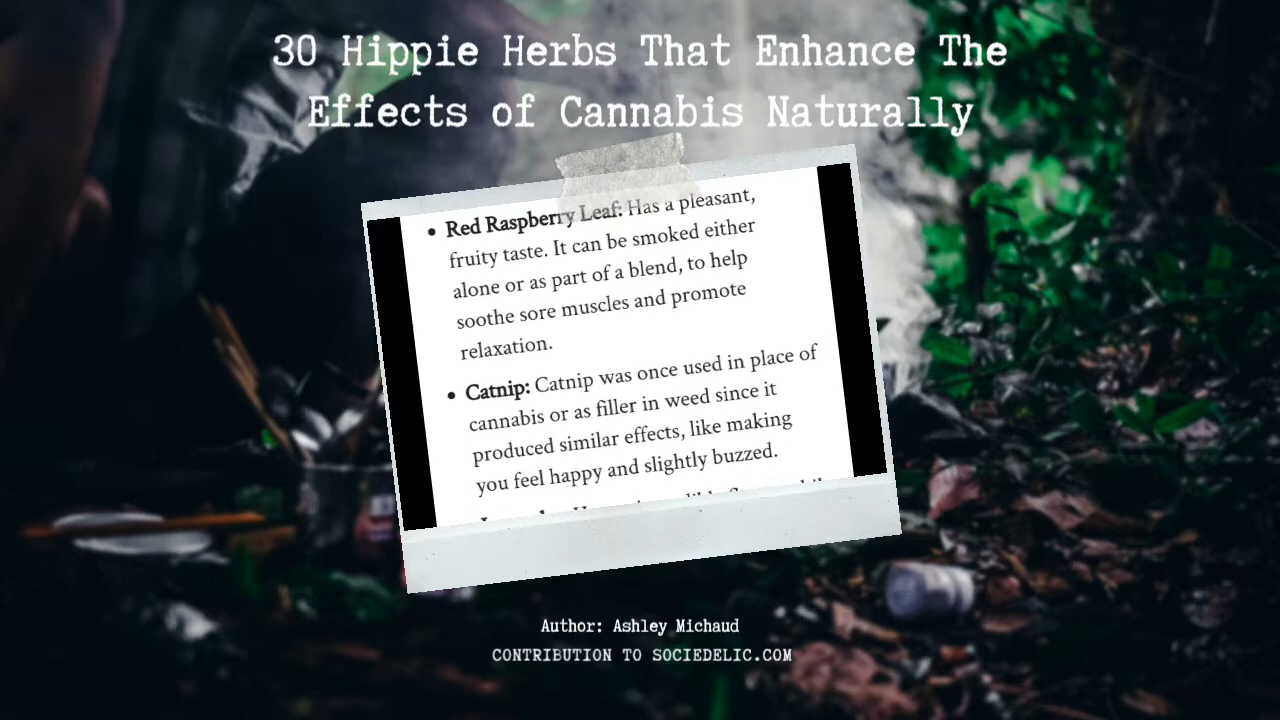 30 Hippie Herbs That Enhance The
Effects of Cannabis Naturally
• Red Raspberry Leaf: Has a pleasant,
fruity taste. It can be smoked either
alone or as part of a blend, to help
soothe sore muscles and promote
relaxation.
• Catnip: Catnip was once used in place of
cannabis or as filler in weed since it
produced similar effects, like making
you feel happy and slightly buzzed.
Author: Ashley Michaud
CONTRIBUTION TO SOCIEDELIC.COM